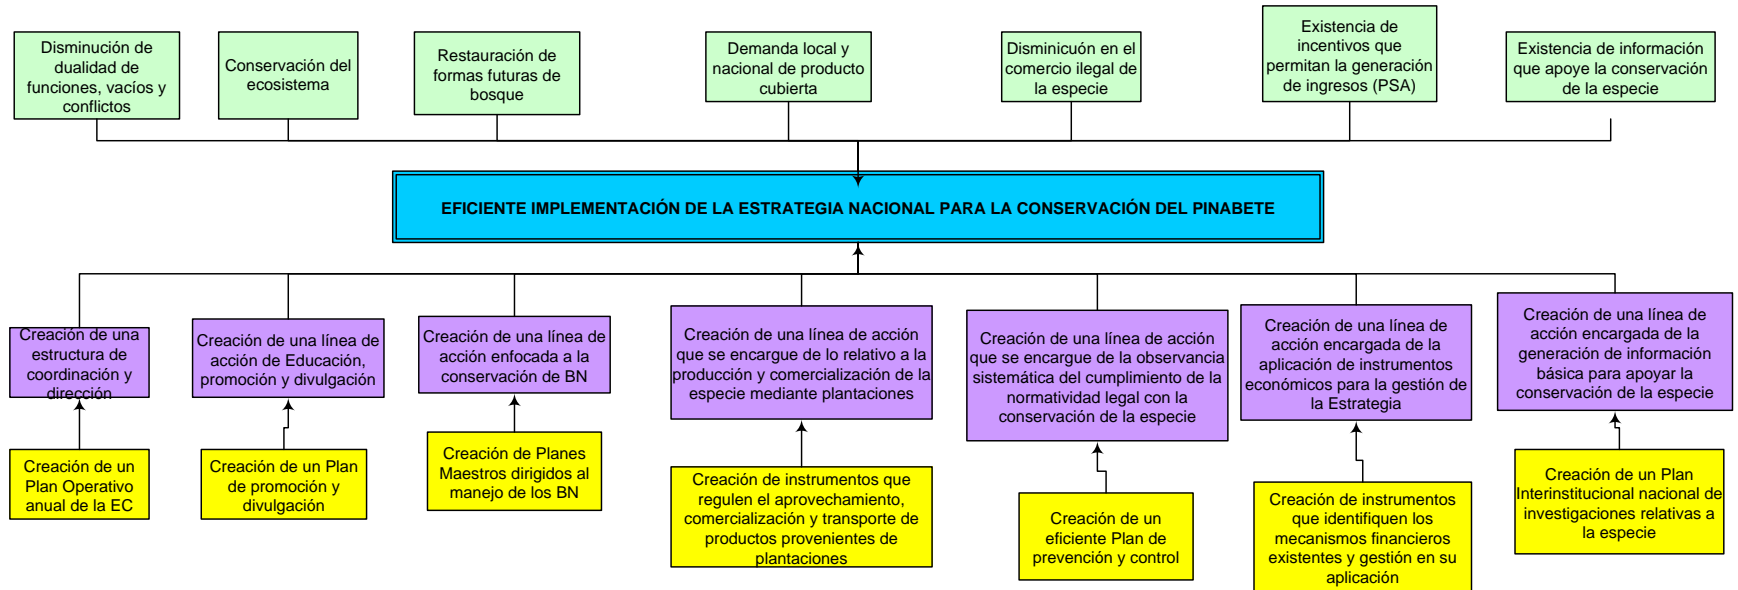 Disminución de
dualidad de
funciones, vacíos y
conflictos
Conservación del
ecosistema
Restauración de
formas futuras de
bosque
Demanda local y
nacional de producto
cubierta
Disminicuón en el
comercio ilegal de
la especie
Existencia de
incentivos que
permitan la generación
de ingresos (PSA)
Existencia de información
que apoye la conservación
de la especie
EFICIENTE IMPLEMENTACIÓN DE LA ESTRATEGIA NACIONAL PARA LA CONSERVACIÓN DEL PINABETE
Creación de una
estructura de
coordinación y
dirección
Creación de una línea de
acción de Educación,
promoción y divulgación
Creación de una línea de
acción enfocada a la
conservación de BN
Creación de una línea de acción
que se encargue de lo relativo a la
producción y comercialización de la
especie mediante plantaciones
Creación de una línea de acción
que se encargue de la observancia
sistemática del cumplimiento de la
normatividad legal con la
conservación de la especie
Creación de una línea de
acción encargada de la
aplicación de instrumentos
económicos para la gestión de
la Estrategia
Creación de una línea de
acción encargada de la
generación de información
básica para apoyar la
conservación de la especie
Creación de un
Plan Operativo
anual de la EC
Creación de un Plan
de promoción y
divulgación
Creación de Planes
Maestros dirigidos al
manejo de los BN
Creación de instrumentos que
regulen el aprovechamiento,
comercialización y transporte de
productos provenientes de
plantaciones
Creación de un
eficiente Plan de
prevención y control
Creación de instrumentos
que identifiquen los
mecanismos financieros
existentes y gestión en su
aplicación
Creación de un Plan
Interinstitucional nacional de
investigaciones relativas a
la especie